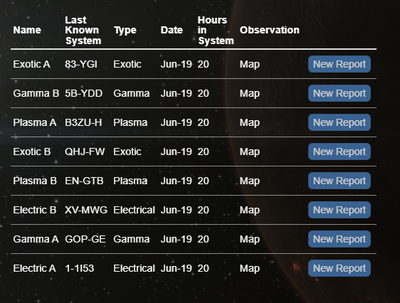 Name Last Known System Type Date Hours in System Observation
Exotic A 83-YGI Exotic Jun-19 20 Map New Report
Gamma B 5B-YDD Gamma Jun-19 20 Map New Report
Plasma A B3ZU-H Plasma Jun-19 20 Map New Report
Exotic B QHJ-FW Exotic Jun-19 20 Map New Report
Plasma B EN-GTB Plasma Jun-19 20 Map New Report
Electric B XV-MWG Electrical Jun-19 20 Map New Report
Gamma A GOP-GE Gamma Jun-19 20 Map New Report
Electric A 1-1I53 Electrical Jun-19 20 Map New Report